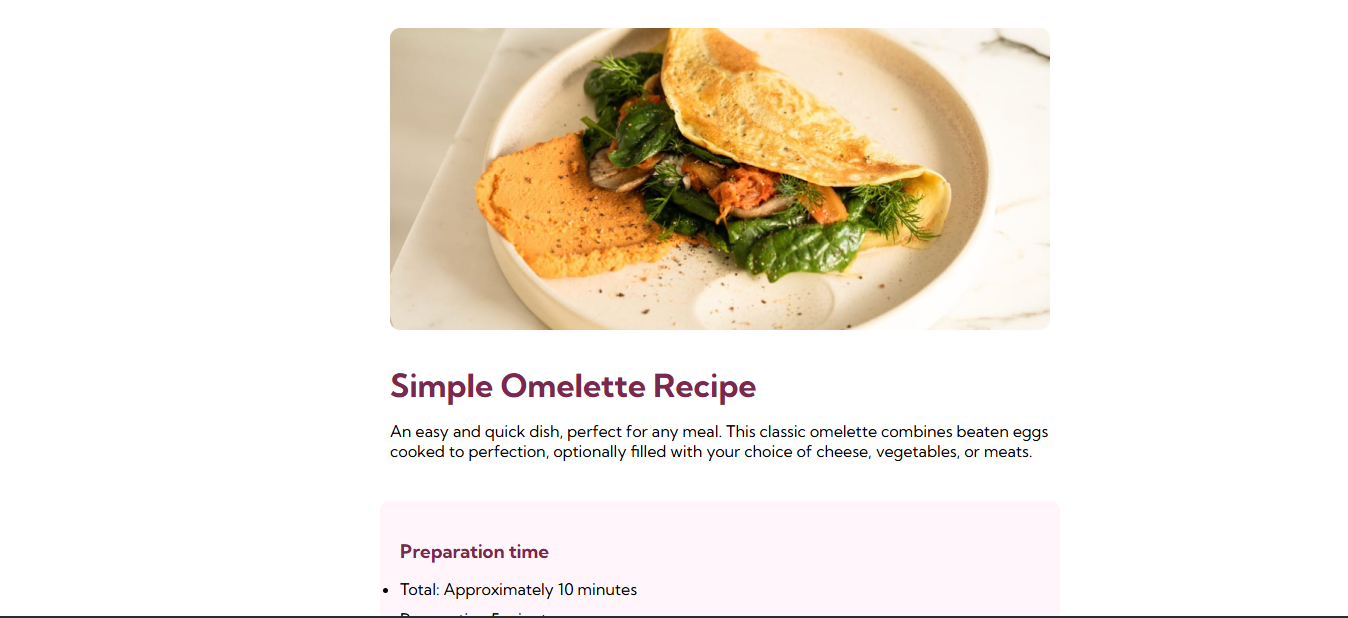 Simple Omelette Recipe
An easy and quick dish, perfect for any meal. This classic omelette combines beaten eggs
cooked to perfection, optionally filled with your choice of cheese, vegetables, or meats.
Preparation time
• Total: Approximately 10 minutes